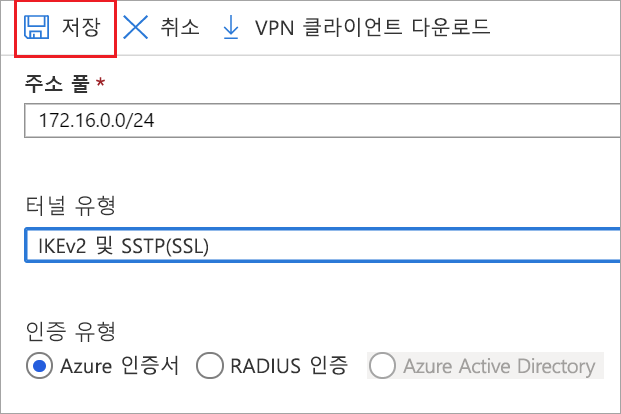 저장 취소 VPN 클라이언트 다운로드
주소 풀 *
172.16.0.0/24
터널 유형
IKEv2 및 SSTP(SSL)
인증 유형
Azure 인증서 RADIUS 인증 Azure Active Directory